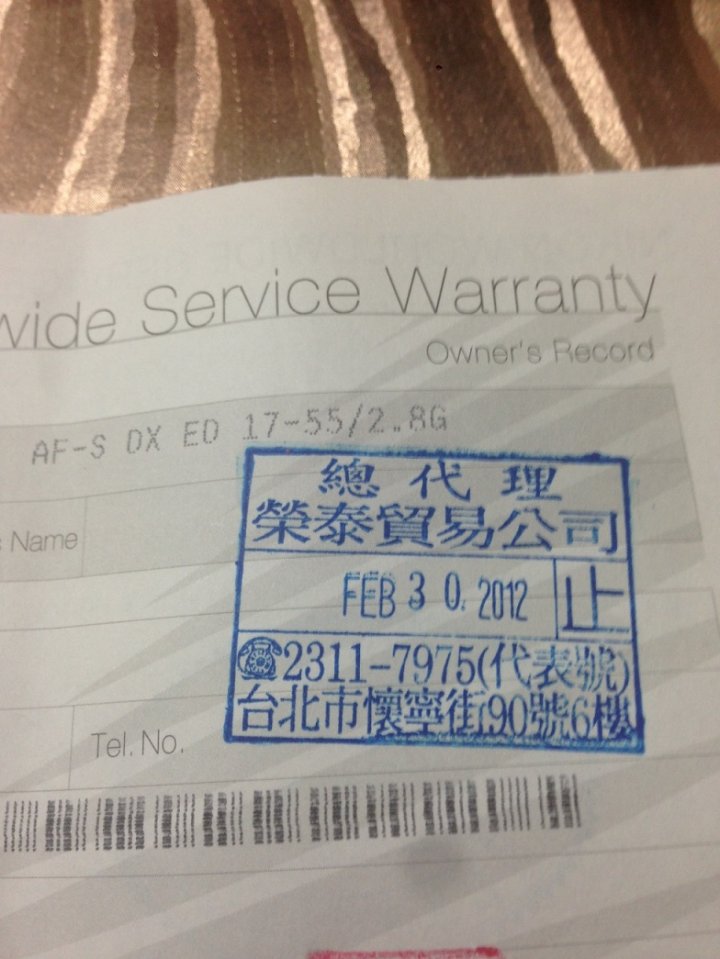 wide Service Warranty
Owner's Record
AF-S DX ED 17-55/2.8G
總代理
榮泰貿易公司
Name
FEB 30. 2012 止
2311-7975(代表號)
台北市懷寧街90號6樓
Tel. No.